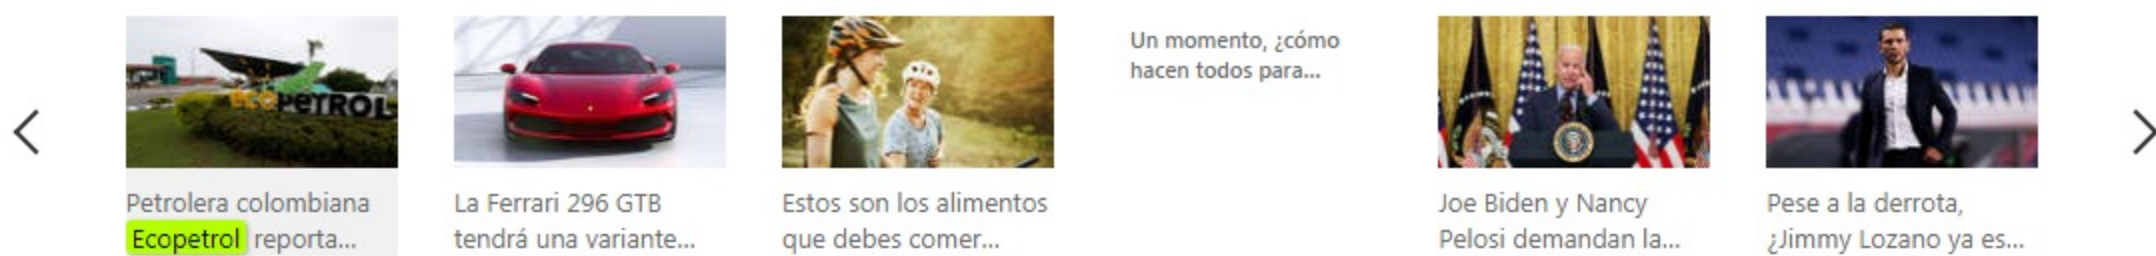 ecoPETROL
Petrolera colombiana
Ecopetrol reporta...
La Ferrari 296 GTB
tendrá una variante...
Estos son los alimentos
que debes comer...
Un momento, ¿cómo
hacen todos para...
Joe Biden y Nancy
Pelosi demandan la...
Pese a la derrota,
¿Jimmy Lozano ya es...